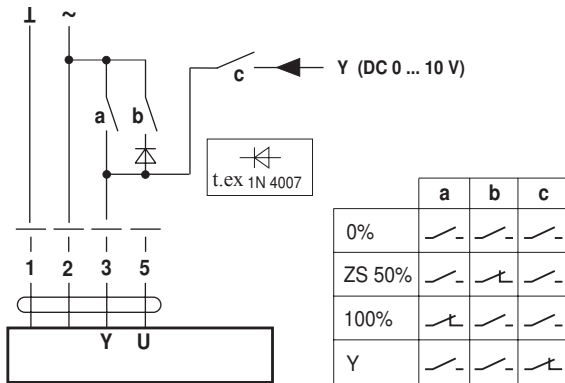 ⊥ ~
a b c Y (DC 0 ... 10 V)
t.ex 1N 4007
1 2 3 5
Y U
a b c
0%
ZS 50%
100%
Y